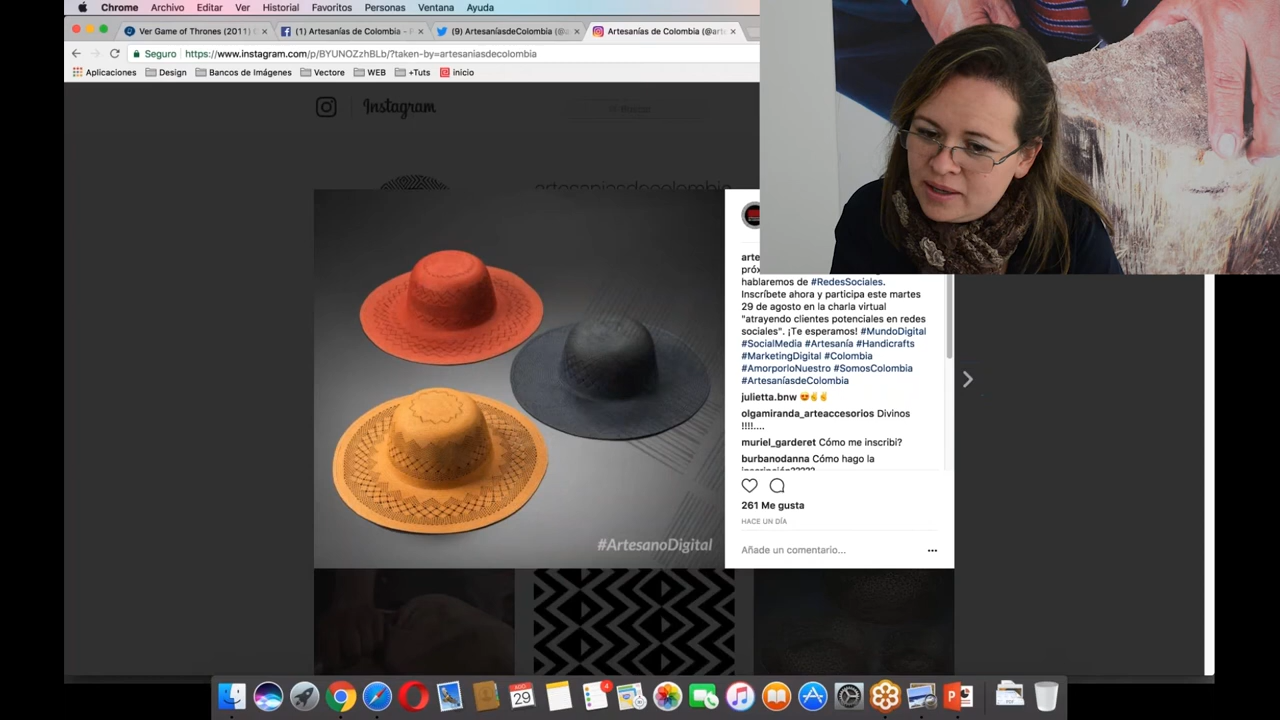 Chrome Archivo Editar Ver Historial Favoritos Personas Ventana Ayuda
Ver Game of Thrones (2011) (1) Artesanías de Colombia - (9) ArtesaníasdeColombia (@a Artesanías de Colombia (@art
Seguro https://www.instagram.com/p/BYUNOZzhBLb/?taken-by=artesaniasdecolombia
Aplicaciones Design Bancos de Imágenes Vectore WEB +Tuts inicio
Instagram
artesaniasdecolombia
hablaremos de #RedesSociales.
Inscríbete ahora y participa este martes
29 de agosto en la charla virtual
"atrayendo clientes potenciales en redes
sociales". ¡Te esperamos! #MundoDigital
#SocialMedia #Artesanía #Handicrafts
#MarketingDigital #Colombia
#AmorporloNuestro #SomosColombia
#ArtesaníasdeColombia
julietta.bnw 😍✌✌
olgamiranda_arteaccesorios Divinos
!!!!....
muriel_garderet Cómo me inscribi?
burbanodanna Cómo hago la
261 Me gusta
HACE UN DÍA
Añade un comentario...
#ArtesanoDigital
29
4